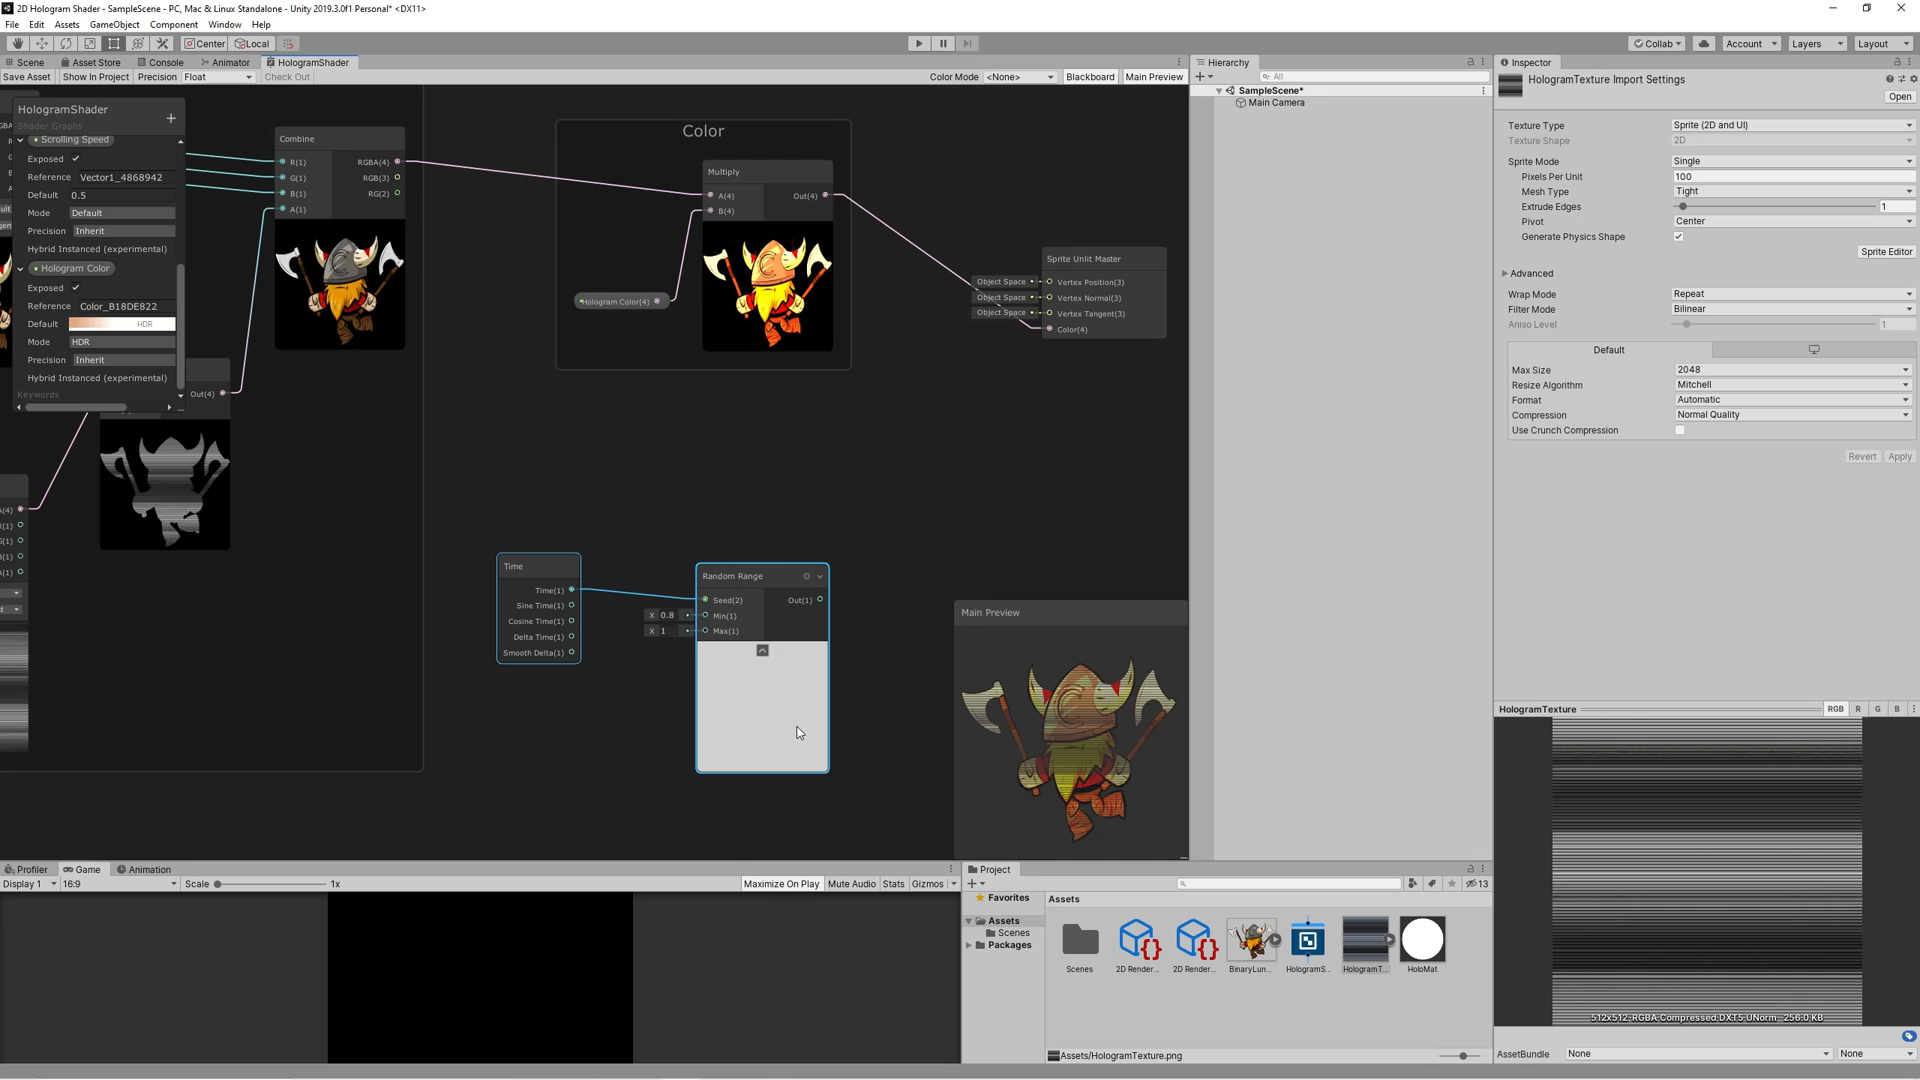 2D Hologram Shader - SampleScene - PC, Mac & Linux Standalone - Unity 2019.3.0f1 Personal* <DX11>
File Edit Assets GameObject Component Window Help
Center Local Collab Account Layers Layout
Scene Asset Store Console Animator HologramShader
Save Asset Show In Project Precision Float Check Out Color Mode <None> Blackboard Main Preview
HologramShader
Shader Graphs
Scrolling Speed
Exposed
Reference Vector1_4868942
Default 0.5
Mode Default
Precision Inherit
Hybrid Instanced (experimental)
Hologram Color
Exposed
Reference Color_B18DE822
Default HDR
Mode HDR
Precision Inherit
Hybrid Instanced (experimental)
Keywords
Out(4)
Combine
R(1) RGBA(4)
G(1) RGB(3)
B(1) RG(2)
A(1)
Color
Multiply
A(4) Out(4)
B(4)
Hologram Color(4)
Sprite Unlit Master
Object Space Vertex Position(3)
Object Space Vertex Normal(3)
Object Space Vertex Tangent(3)
Color(4)
Time
Time(1)
Sine Time(1)
Cosine Time(1)
Delta Time(1)
Smooth Delta(1)
Random Range
Seed(2) Out(1)
X 0.8 Min(1)
X 1 Max(1)
Main Preview
Hierarchy
All
SampleScene*
Main Camera
Inspector
HologramTexture Import Settings
Open
Texture Type Sprite (2D and UI)
Texture Shape 2D
Sprite Mode Single
Pixels Per Unit 100
Mesh Type Tight
Extrude Edges 1
Pivot Center
Generate Physics Shape
Sprite Editor
Advanced
Wrap Mode Repeat
Filter Mode Bilinear
Aniso Level 1
Default
Max Size 2048
Resize Algorithm Mitchell
Format Automatic
Compression Normal Quality
Use Crunch Compression
Revert Apply
HologramTexture RGB R G B
512x512 RGBA Compressed DXT5 UNorm 256.0 KB
AssetBundle None None
Profiler Game Animation
Display 1 16:9 Scale 1x Maximize On Play Mute Audio Stats Gizmos
Project
13
Favorites
Assets
Scenes
Packages
Assets
Scenes 2D Render... 2D Render... BinaryLun... HologramS... HologramT... HoloMat
Assets/HologramTexture.png